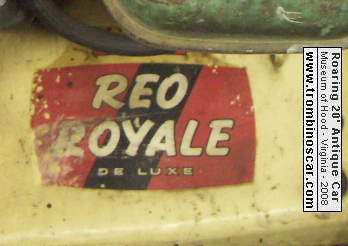 REO
ROYALE
DE LUXE
Roaring 20" Antique Car
Museum of Hood - Virginia - 2008
www.trombinoscar.com